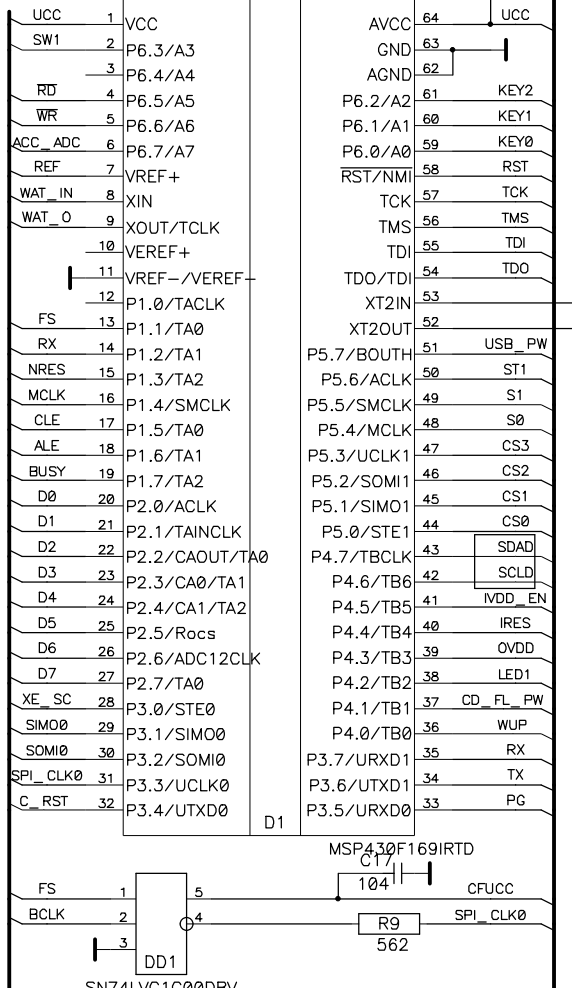 UCC 1 VCC AVCC 64 UCC
SW1 2 P6.3/A3 GND 63
3 P6.4/A4 AGND 62
RD 4 P6.5/A5 P6.2/A2 61 KEY2
WR 5 P6.6/A6 P6.1/A1 60 KEY1
ACC_ADC 6 P6.7/A7 P6.0/A0 59 KEY0
REF 7 VREF+ RST/NMI 58 RST
WAT_IN 8 XIN TCK 57 TCK
WAT_O 9 XOUT/TCLK TMS 56 TMS
10 VEREF+ TDI 55 TDI
11 VREF-/VEREF- TDO/TDI 54 TDO
12 P1.0/TACLK XT2IN 53
FS 13 P1.1/TA0 XT2OUT 52
RX 14 P1.2/TA1 P5.7/BOUTH 51 USB_PW
NRES 15 P1.3/TA2 P5.6/ACLK 50 ST1
MCLK 16 P1.4/SMCLK P5.5/SMCLK 49 S1
CLE 17 P1.5/TA0 P5.4/MCLK 48 S0
ALE 18 P1.6/TA1 P5.3/UCLK1 47 CS3
BUSY 19 P1.7/TA2 P5.2/SOMI1 46 CS2
D0 20 P2.0/ACLK P5.1/SIMO1 45 CS1
D1 21 P2.1/TAINCLK P5.0/STE1 44 CS0
D2 22 P2.2/CAOUT/TA0 P4.7/TBCLK 43 SDAD
D3 23 P2.3/CA0/TA1 P4.6/TB6 42 SCLD
D4 24 P2.4/CA1/TA2 P4.5/TB5 41 IVDD_EN
D5 25 P2.5/Rocs P4.4/TB4 40 IRES
D6 26 P2.6/ADC12CLK P4.3/TB3 39 OVDD
D7 27 P2.7/TA0 P4.2/TB2 38 LED1
XE_SC 28 P3.0/STE0 P4.1/TB1 37 CD_FL_PW
SIMO0 29 P3.1/SIMO0 P4.0/TB0 36 WUP
SOMI0 30 P3.2/SOMI0 P3.7/URXD1 35 RX
SPI_CLK0 31 P3.3/UCLK0 P3.6/UTXD1 34 TX
C_RST 32 P3.4/UTXD0 P3.5/URXD0 33 PG
D1
MSP430F169IRTD
C17
104
FS 1 5 CFUCC
BCLK 2 4 R9 SPI_CLK0
3 562
DD1
SN74LVC1G00DBV